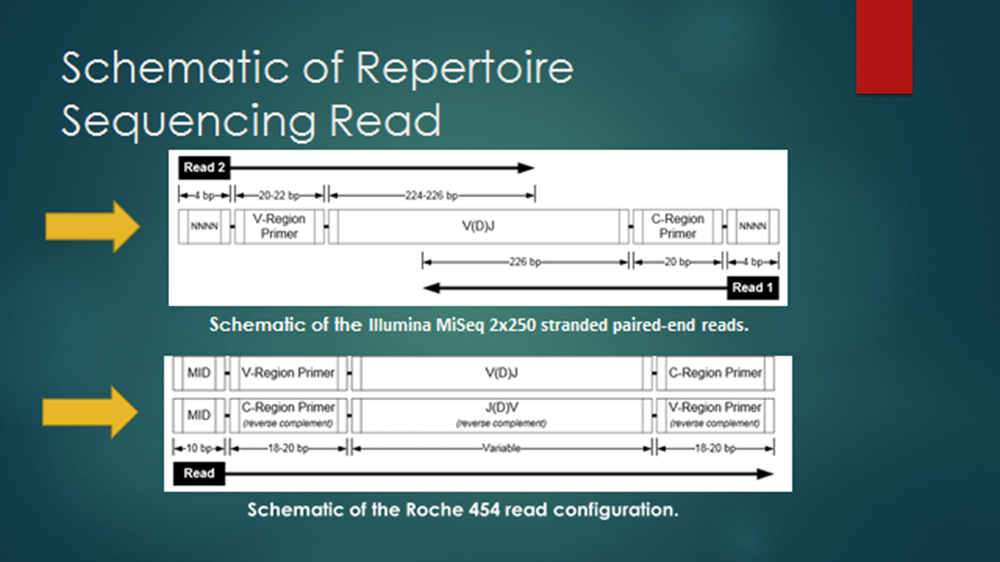 Schematic of Repertoire
Sequencing Read
Read 2
4 bp 20-22 bp 224-226 bp
NNNN V-Region Primer V(D)J C-Region Primer NNNN
226 bp 20 bp 4 bp
Read 1
Schematic of the Illumina MiSeq 2x250 stranded paired-end reads.
MID V-Region Primer V(D)J C-Region Primer
MID C-Region Primer J(D)V V-Region Primer
(reverse complement) (reverse complement) (reverse complement)
10 bp 18-20 bp Variable 18-20 bp
Read
Schematic of the Roche 454 read configuration.